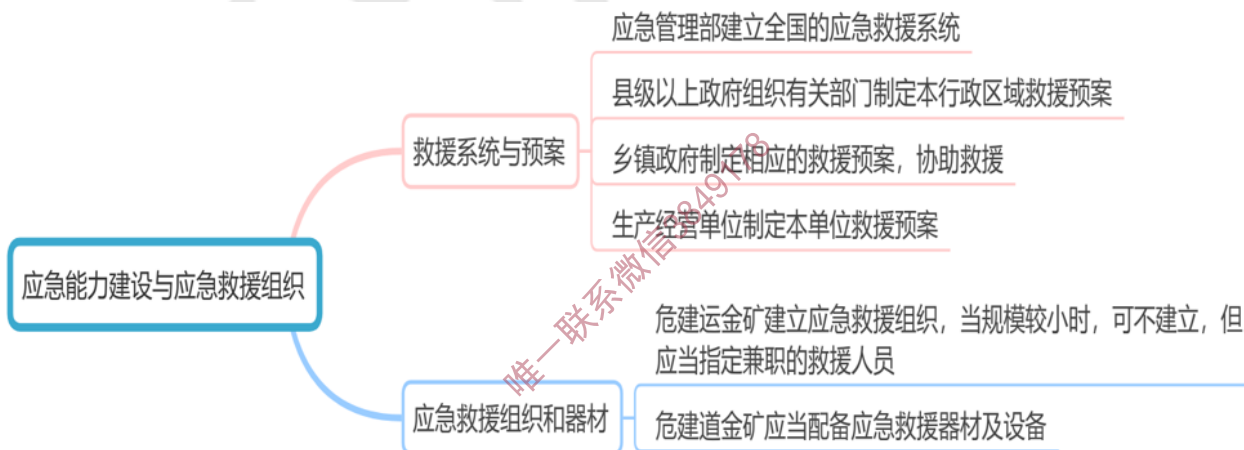 应急管理部建立全国的应急救援系统
县级以上政府组织有关部门制定本行政区域救援预案
救援系统与预案
乡镇政府制定相应的救援预案，协助救援
生产经营单位制定本单位救援预案
应急能力建设与应急救援组织
危建运金矿建立应急救援组织，当规模较小时，可不建立，但
应当指定兼职的救援人员
应急救援组织和器材
危建道金矿应当配备应急救援器材及设备
唯一联系微信3849178